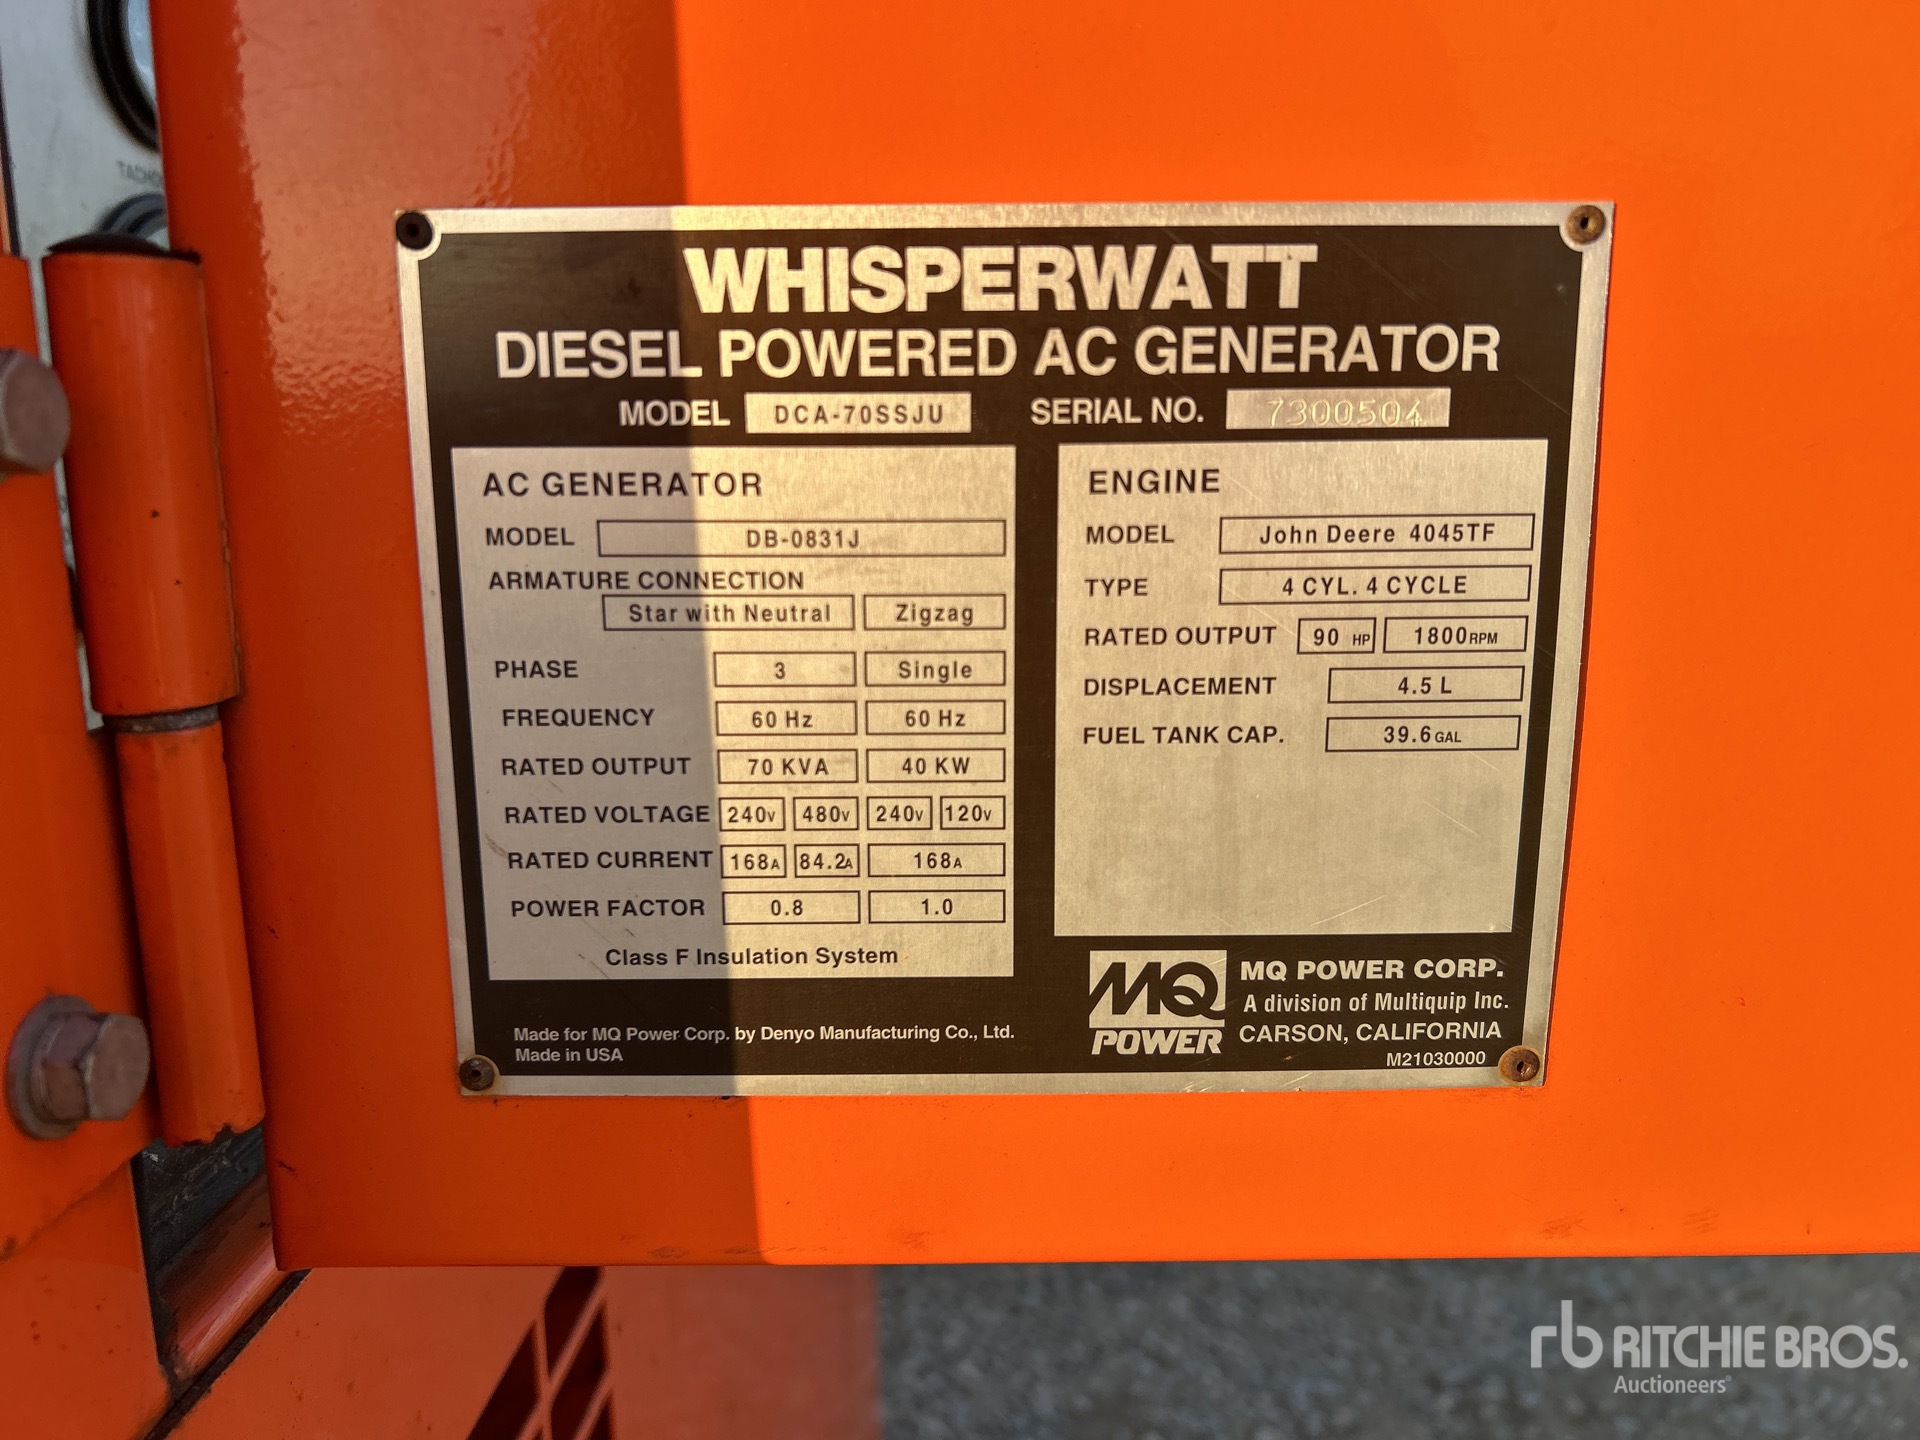 TACHO
WHISPERWATT
DIESEL POWERED AC GENERATOR
MODEL DCA-70SSJU SERIAL NO. 7300504
AC GENERATOR
MODEL DB-0831J
ARMATURE CONNECTION
Star with Neutral Zigzag
PHASE 3 Single
FREQUENCY 60 Hz 60 Hz
RATED OUTPUT 70 KVA 40 KW
RATED VOLTAGE 240V 480V 240V 120V
RATED CURRENT 168A 84.2A 168A
POWER FACTOR 0.8 1.0
Class F Insulation System
ENGINE
MODEL John Deere 4045TF
TYPE 4 CYL. 4 CYCLE
RATED OUTPUT 90 HP 1800RPM
DISPLACEMENT 4.5 L
FUEL TANK CAP. 39.6GAL
Made for MQ Power Corp. by Denyo Manufacturing Co., Ltd.
Made in USA
MQ
POWER
MQ POWER CORP.
A division of Multiquip Inc.
CARSON, CALIFORNIA
M21030000
rb RITCHIE BROS.
Auctioneers